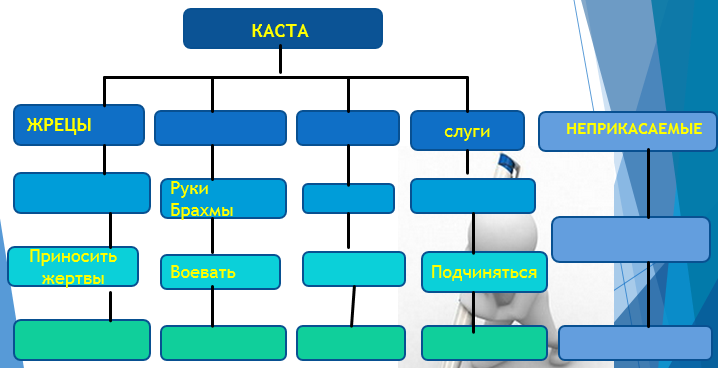 КАСТА
ЖРЕЦЫ
слуги
НЕПРИКАСАЕМЫЕ
Руки
Брахмы
Приносить
жертвы
Воевать
Подчиняться